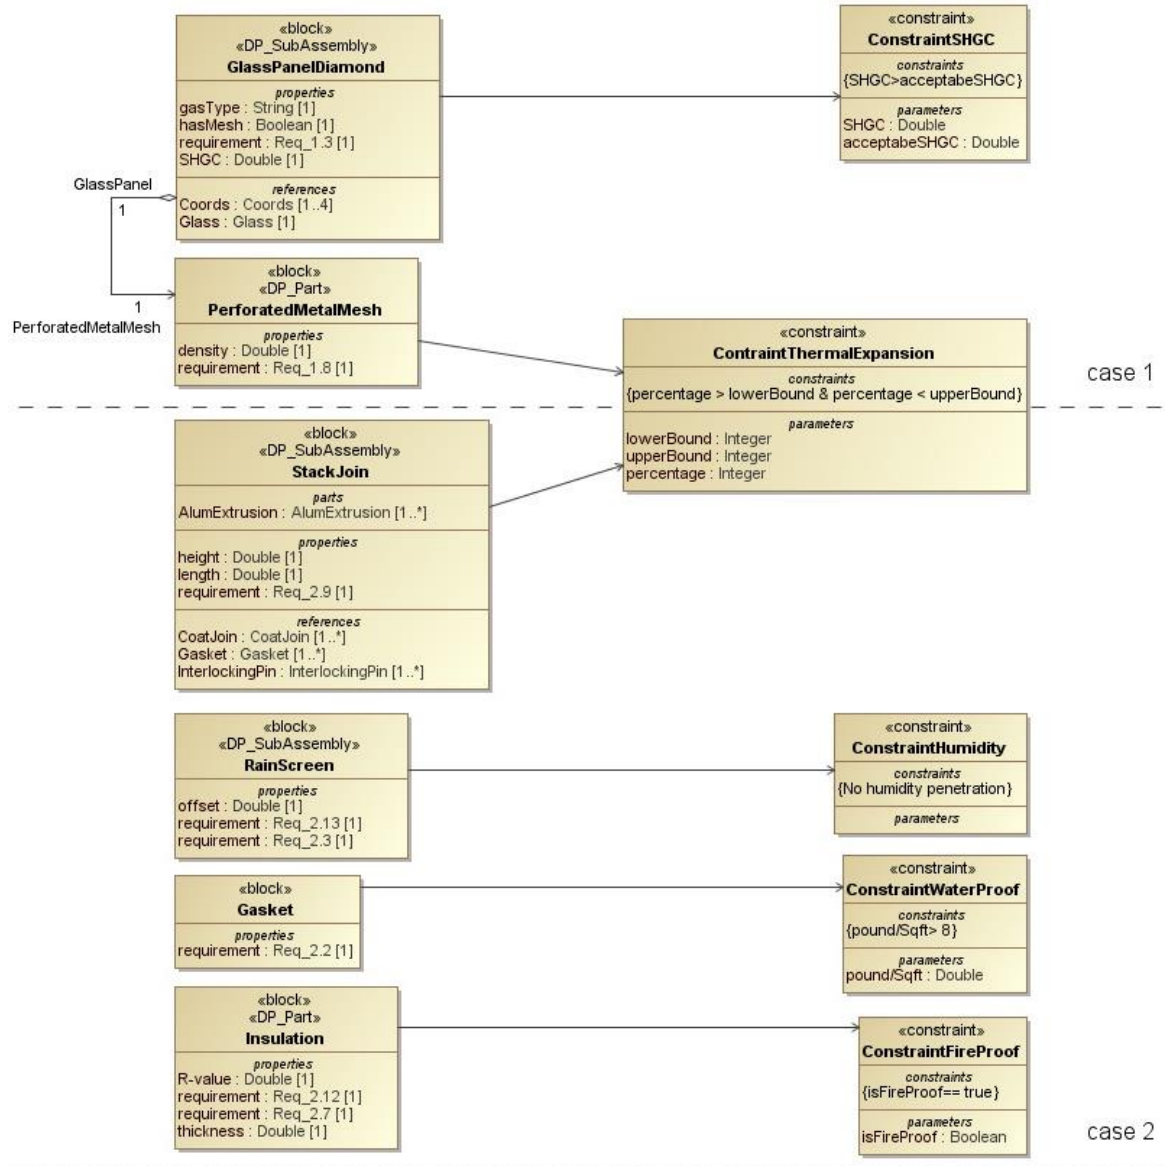 «block»
«DP_SubAssembly»
GlassPanelDiamond
properties
gasType : String [1]
hasMesh : Boolean [1]
requirement : Req_1.3 [1]
SHGC : Double [1]
references
Coords : Coords [1..4]
Glass : Glass [1]
«constraint»
ConstraintSHGC
constraints
{SHGC>acceptabeSHGC}
parameters
SHGC : Double
acceptabeSHGC : Double
GlassPanel
1
1
PerforatedMetalMesh
«block»
«DP_Part»
PerforatedMetalMesh
properties
density : Double [1]
requirement : Req_1.8 [1]
«constraint»
ContraintThermalExpansion
constraints
{percentage > lowerBound & percentage < upperBound}
parameters
lowerBound : Integer
upperBound : Integer
percentage : Integer
case 1
«block»
«DP_SubAssembly»
StackJoin
parts
AlumExtrusion : AlumExtrusion [1..*]
properties
height : Double [1]
length : Double [1]
requirement : Req_2.9 [1]
references
CoatJoin : CoatJoin [1..*]
Gasket : Gasket [1..*]
InterlockingPin : InterlockingPin [1..*]
«block»
«DP_SubAssembly»
RainScreen
properties
offset : Double [1]
requirement : Req_2.13 [1]
requirement : Req_2.3 [1]
«constraint»
ConstraintHumidity
constraints
{No humidity penetration}
parameters
«block»
Gasket
properties
requirement : Req_2.2 [1]
«constraint»
ConstraintWaterProof
constraints
{pound/Sqft> 8}
parameters
pound/Sqft : Double
«block»
«DP_Part»
Insulation
properties
R-value : Double [1]
requirement : Req_2.12 [1]
requirement : Req_2.7 [1]
thickness : Double [1]
«constraint»
ConstraintFireProof
constraints
{isFireProof== true}
parameters
isFireProof : Boolean
case 2